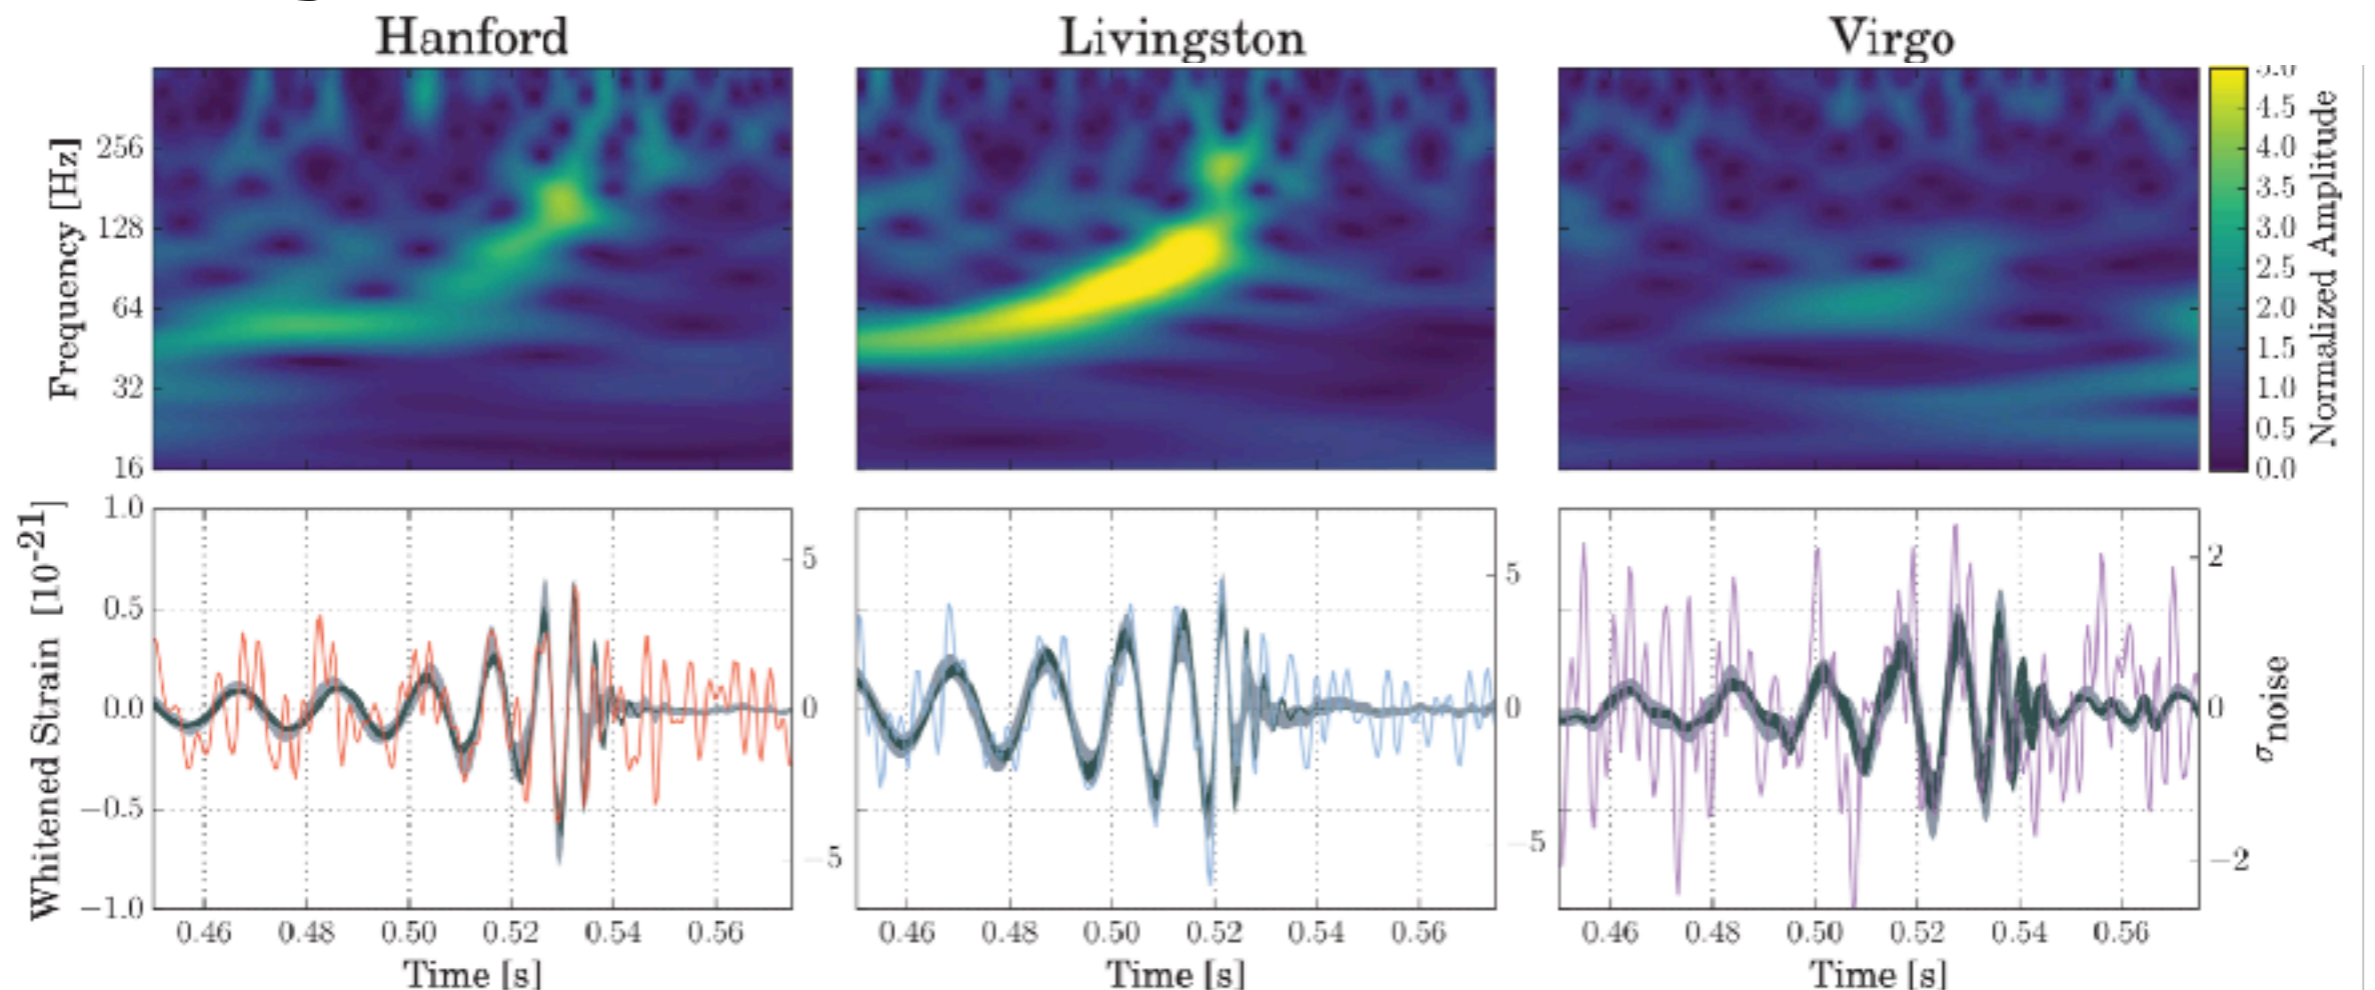 Hanford
Livingston
Virgo
Frequency [Hz]
256
128
64
32
16
5.0
4.5
4.0
3.5
3.0
2.5
2.0
1.5
1.0
0.5
0.0
Normalized Amplitude
Whitened Strain [10-21]
1.0
0.5
0.0
−0.5
−1.0
5
0
−5
5
0
−5
2
0
−2
σnoise
0.46 0.48 0.50 0.52 0.54 0.56
0.46 0.48 0.50 0.52 0.54 0.56
0.46 0.48 0.50 0.52 0.54 0.56
Time [s]
Time [s]
Time [s]